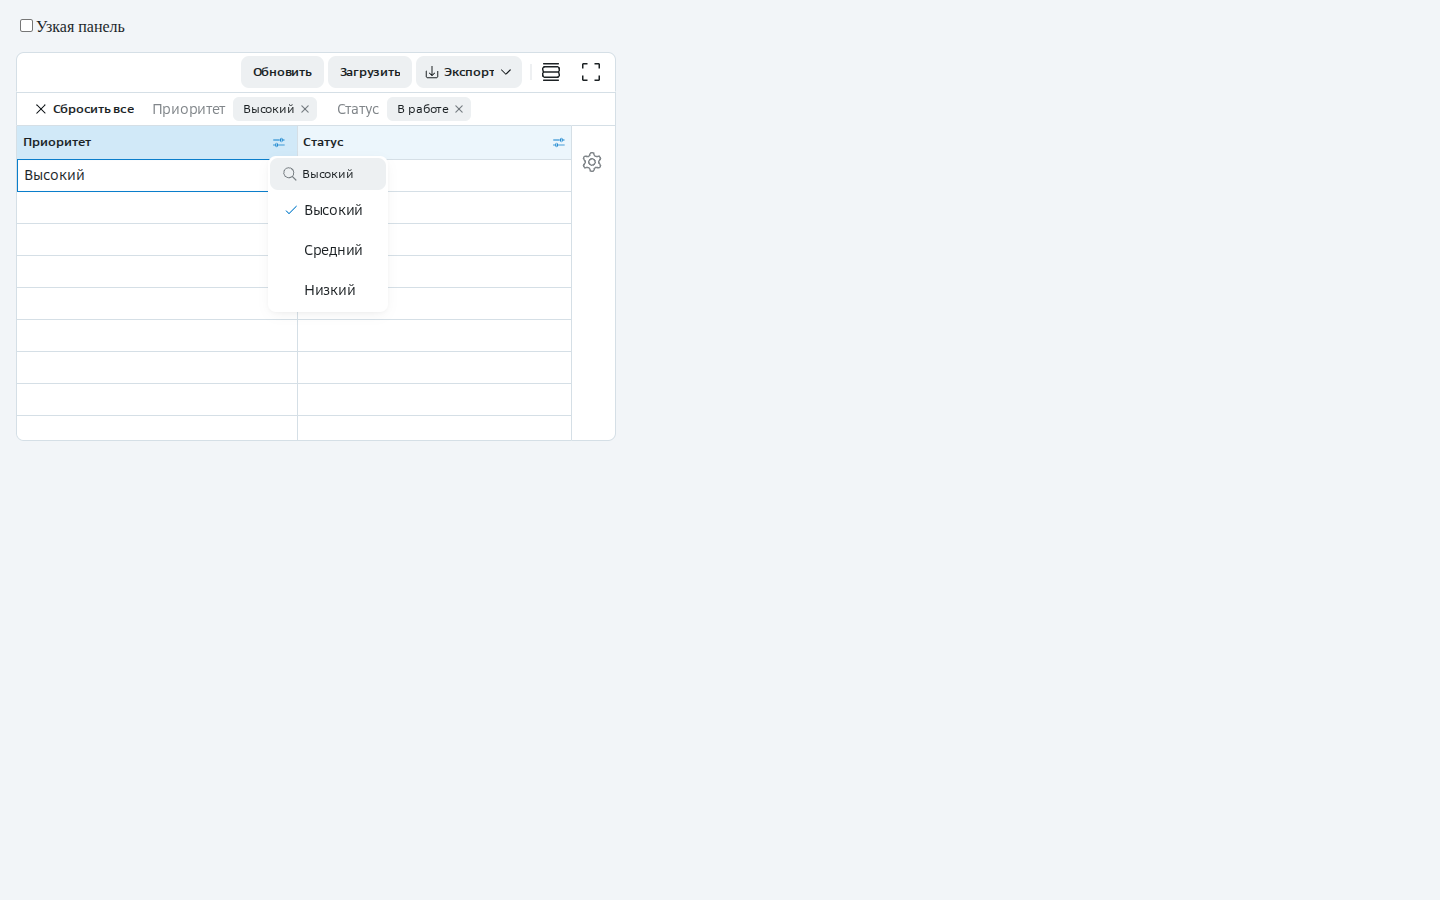 Узкая панель
Обновить Загрузить Экспорт
Сбросить все Приоритет Высокий Статус В работе
Приоритет Статус
Высокий
Высокий
Высокий
Средний
Низкий